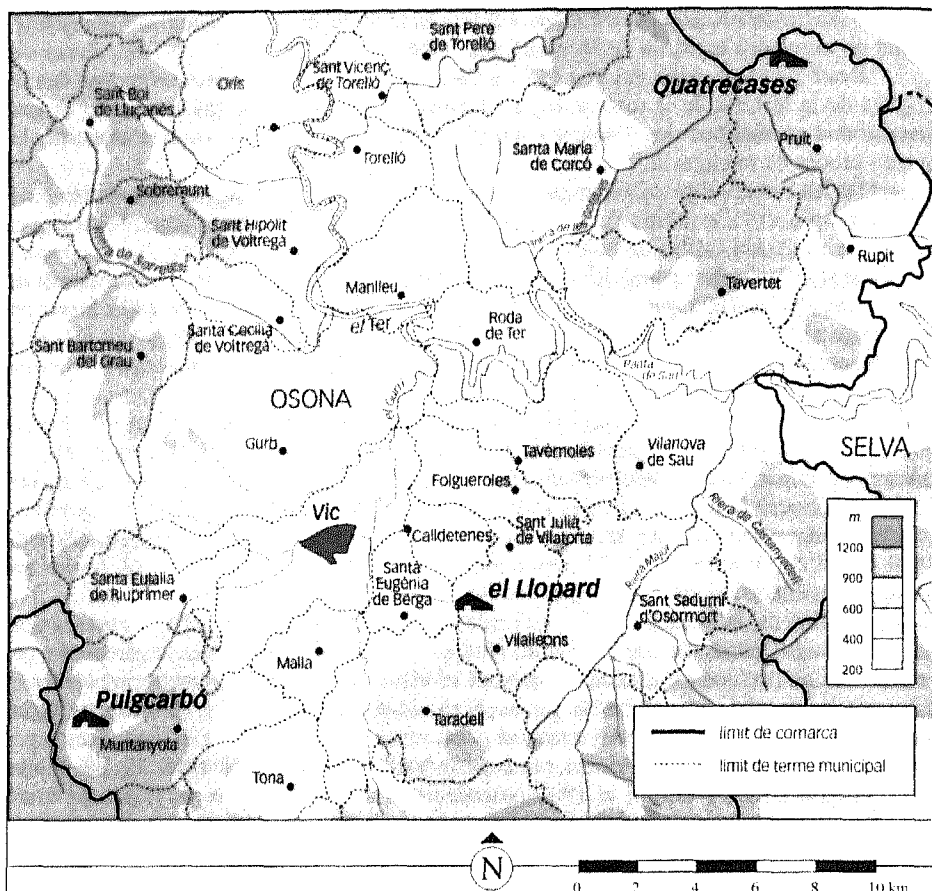 Sant Pere
de Torelló
Orís
Sant Vicenç
de Torelló
Quatrecases
Sant Boi
de Lluçanès
Torelló
Santa Maria
de Corcó
Pruit
Sobremunt
Sant Hipòlit
de Voltregà
Rupit
Manlleu
Tavertet
el Ter
Roda
de Ter
Santa Cecília
de Voltregà
Sant Bartomeu
del Grau
OSONA
Gurb
Tavèrnoles
Vilanova
de Sau
SELVA
Folgueroles
Vic
Calldetenes
Sant Julià
de Vilatorta
Riera Major
m
1200
900
600
400
200
Santa Eulàlia
de Riuprimer
Santa
Eugènia
de Berga
el Llopard
Sant Sadurní
d'Osormort
Malla
Vilalleons
Puigcarbó
Muntanyola
Taradell
Tona
límit de comarca
límit de terme municipal
N
0 2 4 6 8 10 km